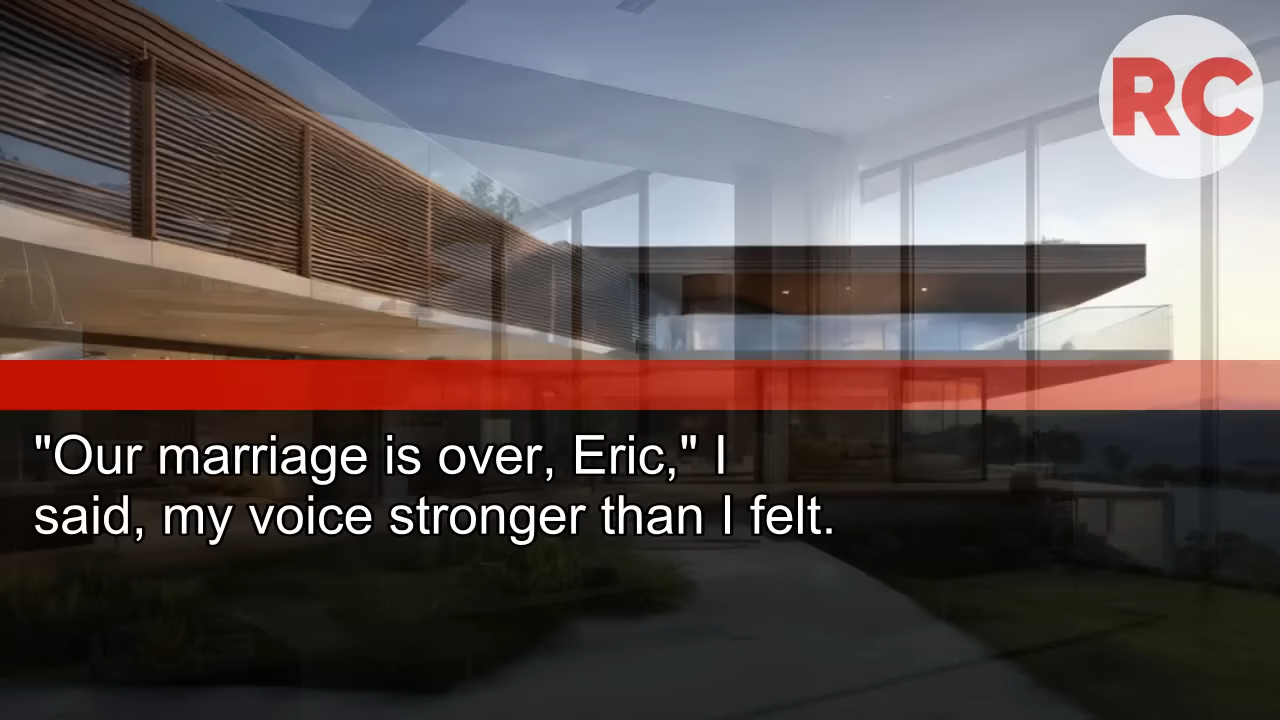 RC
"Our marriage is over, Eric," I
said, my voice stronger than I felt.